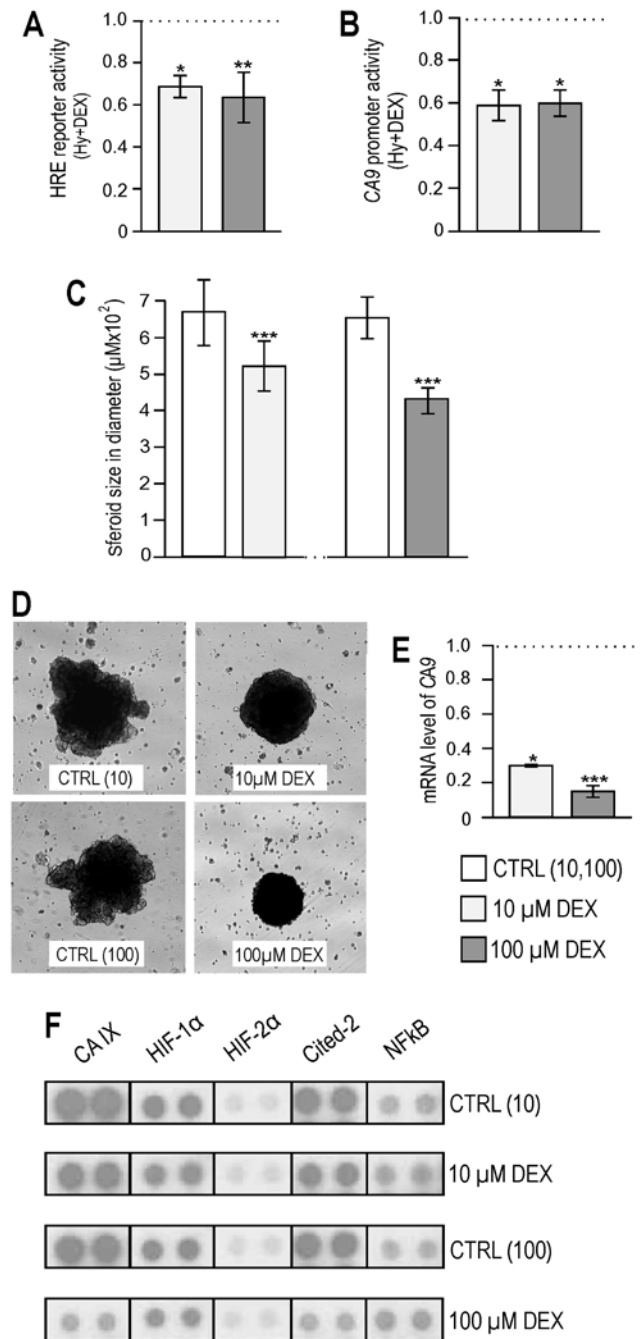 A
HRE reporter activity
(Hy+DEX)
1
0.8
0.6
0.4
0.2
0
*
**
B
CA9 promoter activity
(Hy+DEX)
1
0.8
0.6
0.4
0.2
0
*
*
C
Sferoid size in diameter (µMx10²)
7
6
5
4
3
2
1
0
***
***
D
CTRL (10)
10µM DEX
CTRL (100)
100µM DEX
E
mRNA level of CA9
1.0
0.8
0.6
0.4
0.2
0
*
***
CTRL (10,100)
10 µM DEX
100 µM DEX
F
CA IX
HIF-1α
HIF-2α
Cited-2
NFkB
CTRL (10)
10 µM DEX
CTRL (100)
100 µM DEX